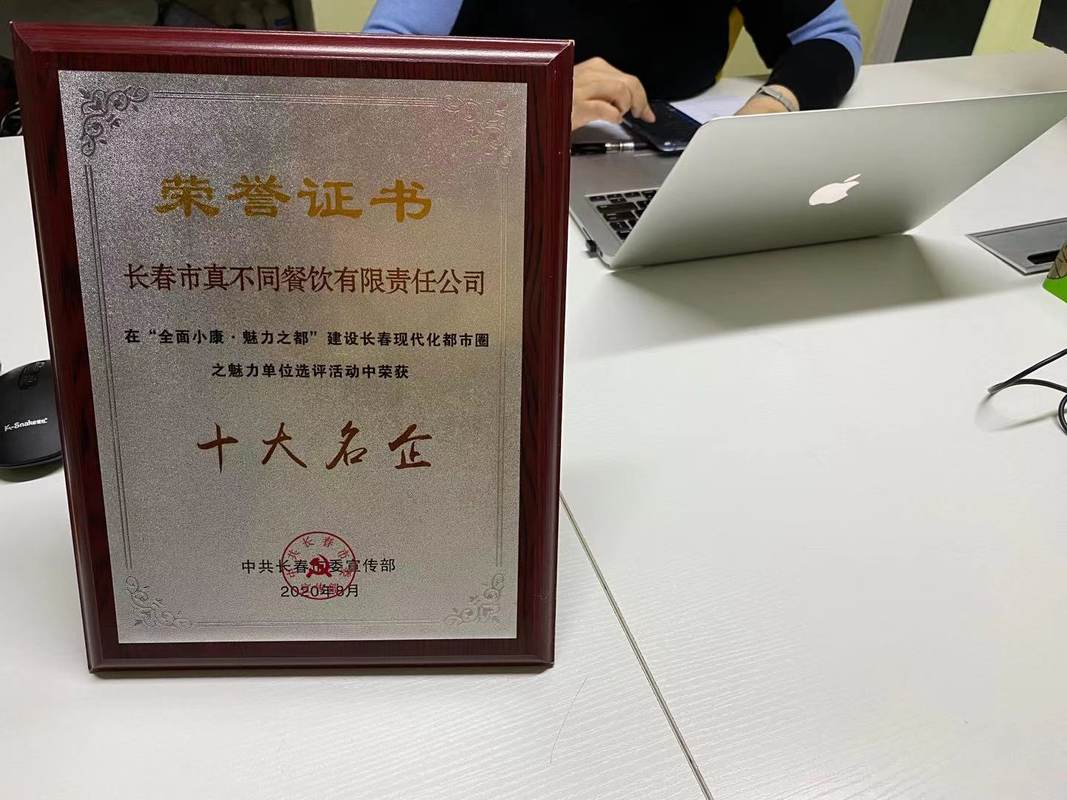 荣誉证书
长春市真不同餐饮有限责任公司
在“全面小康·魅力之都”建设长春现代化都市圈
之魅力单位选评活动中荣获
十大名企
中共长春市委宣传部
2020年8月